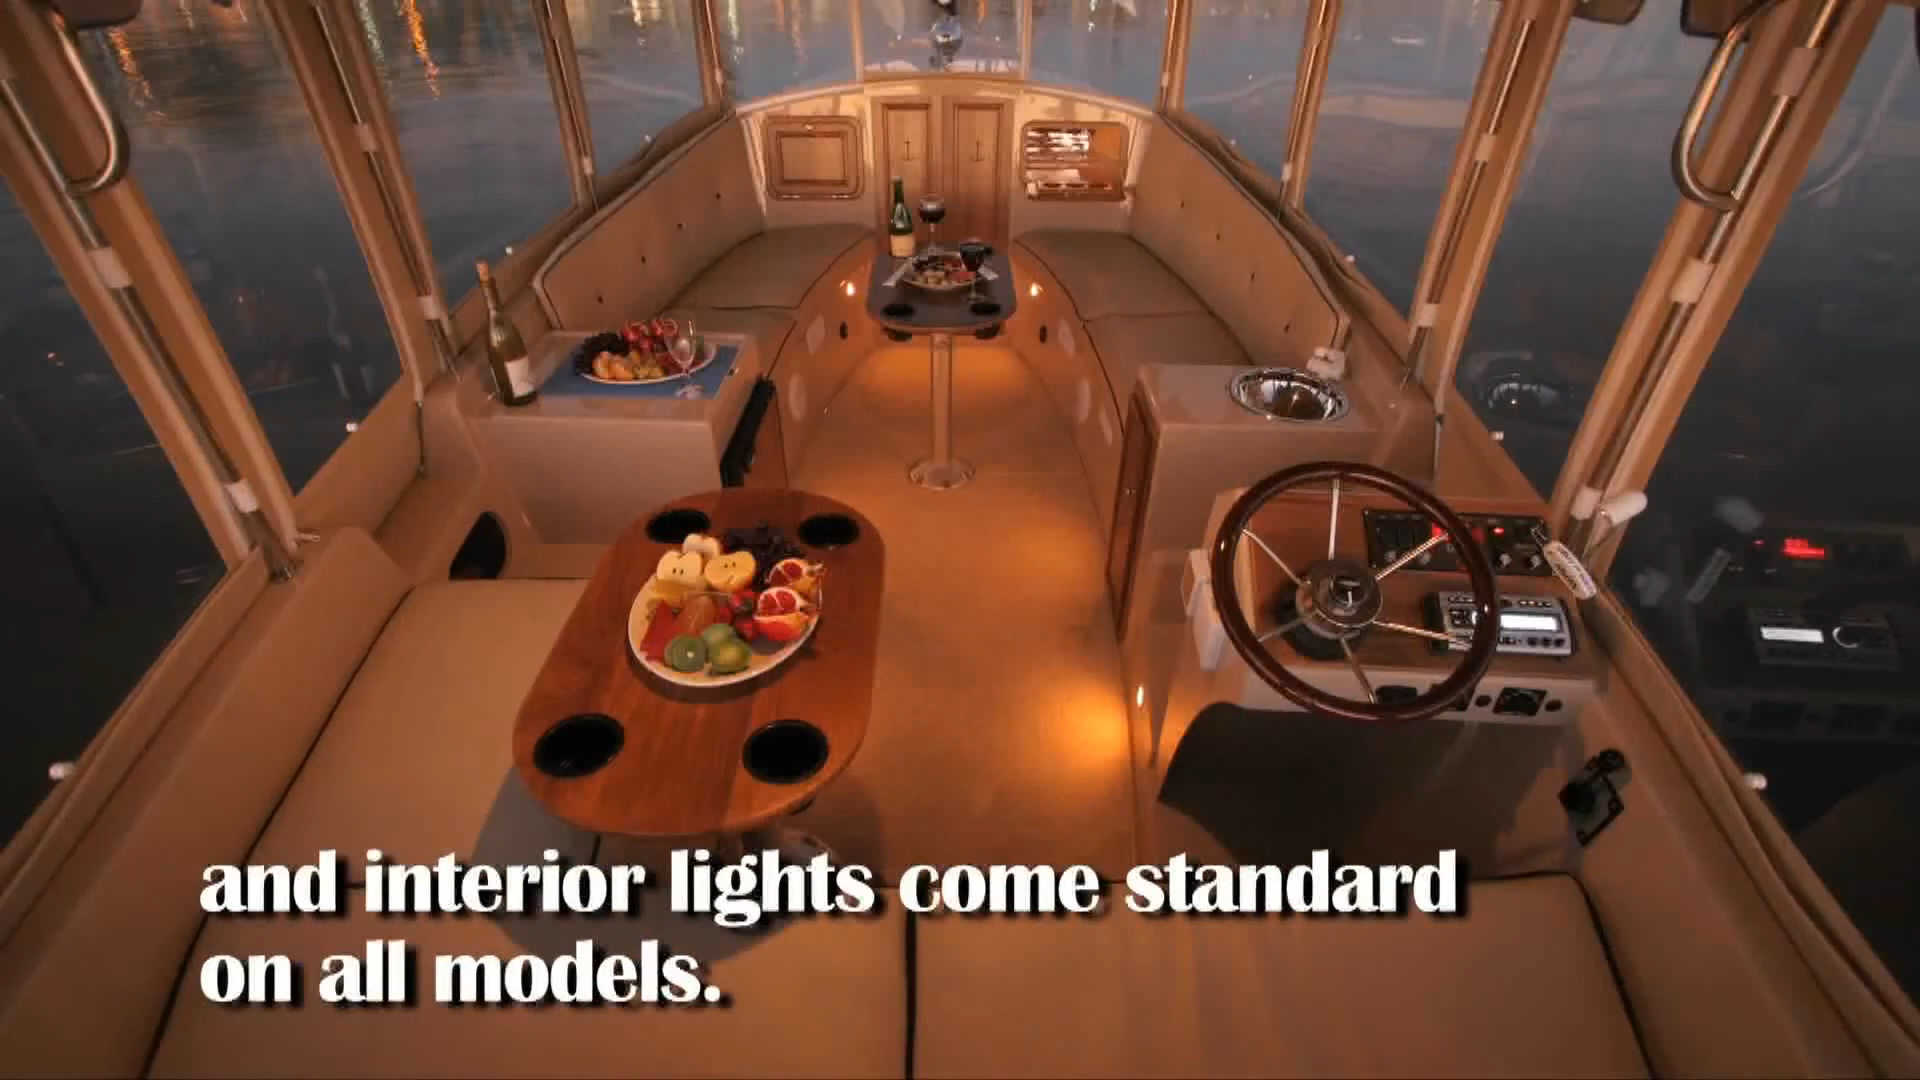 and interior lights come standard
on all models.